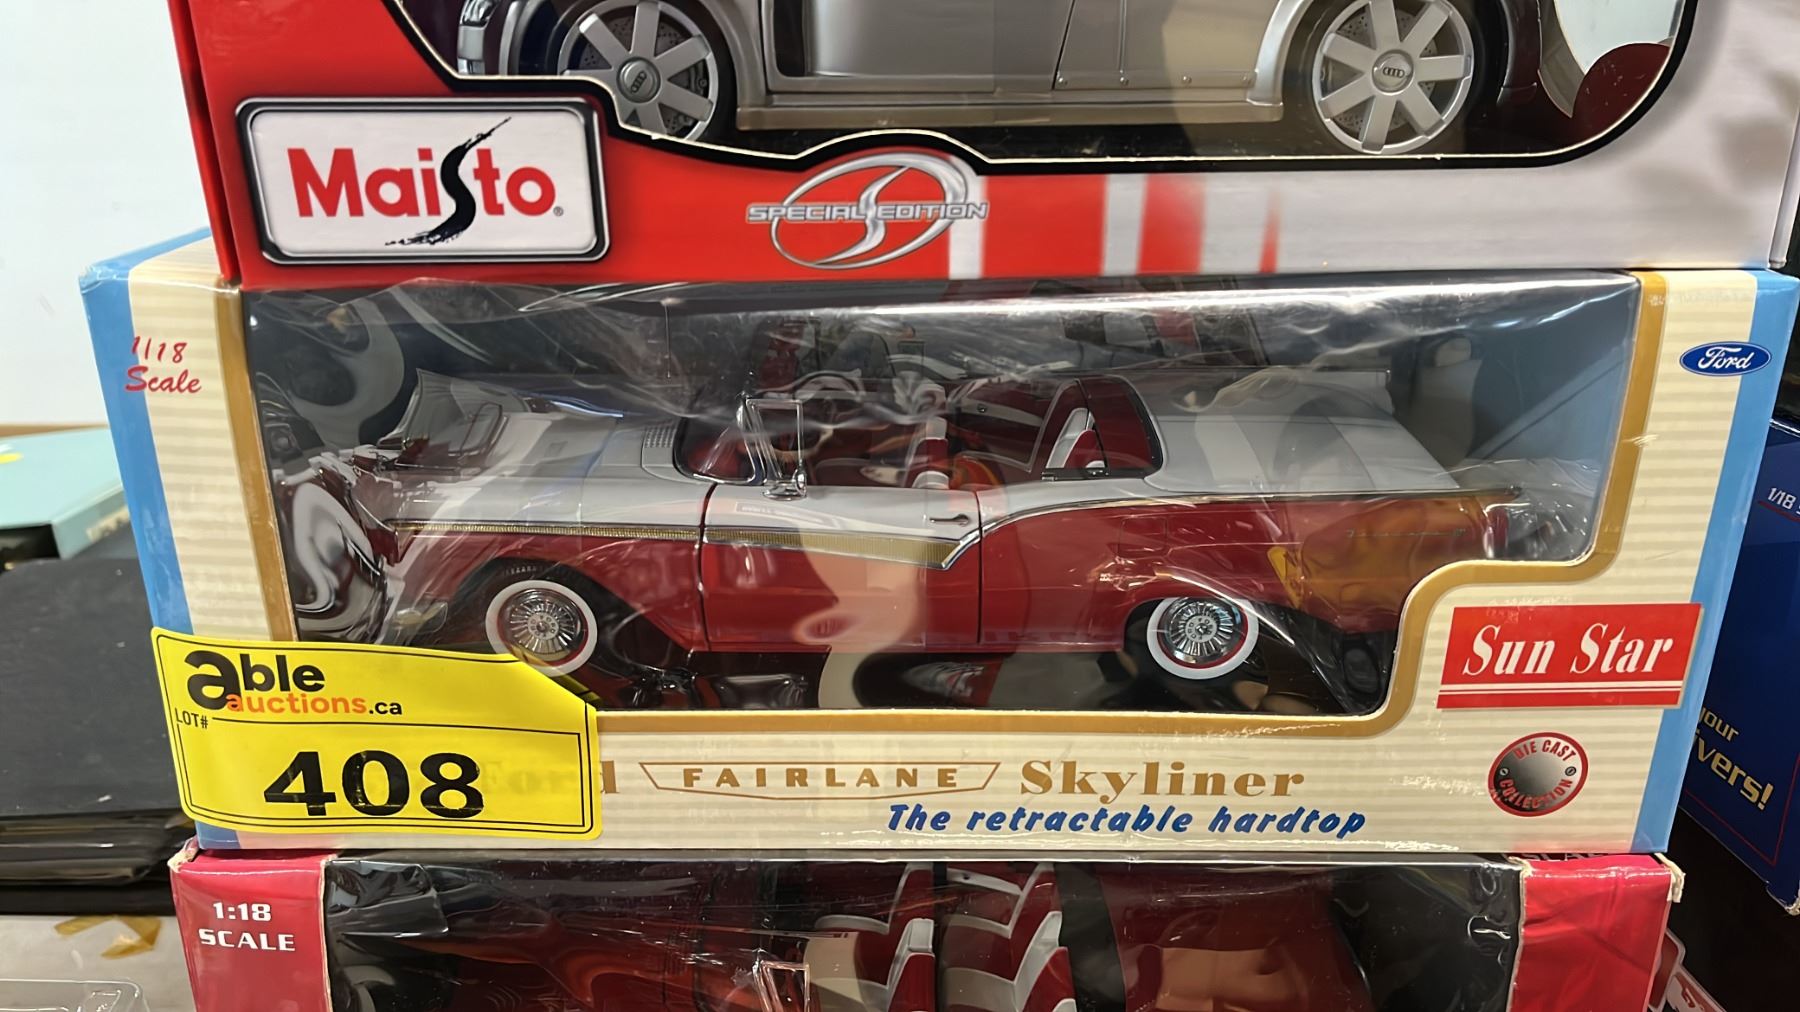 Maisto
SPECIAL EDITION
1/18
Scale
Ford
Sun Star
DIE CAST
COLLECTION
able
auctions.ca
LOT#
408
Ford FAIRLANE Skyliner
The retractable hardtop
1:18
SCALE
1/18
your
vers!